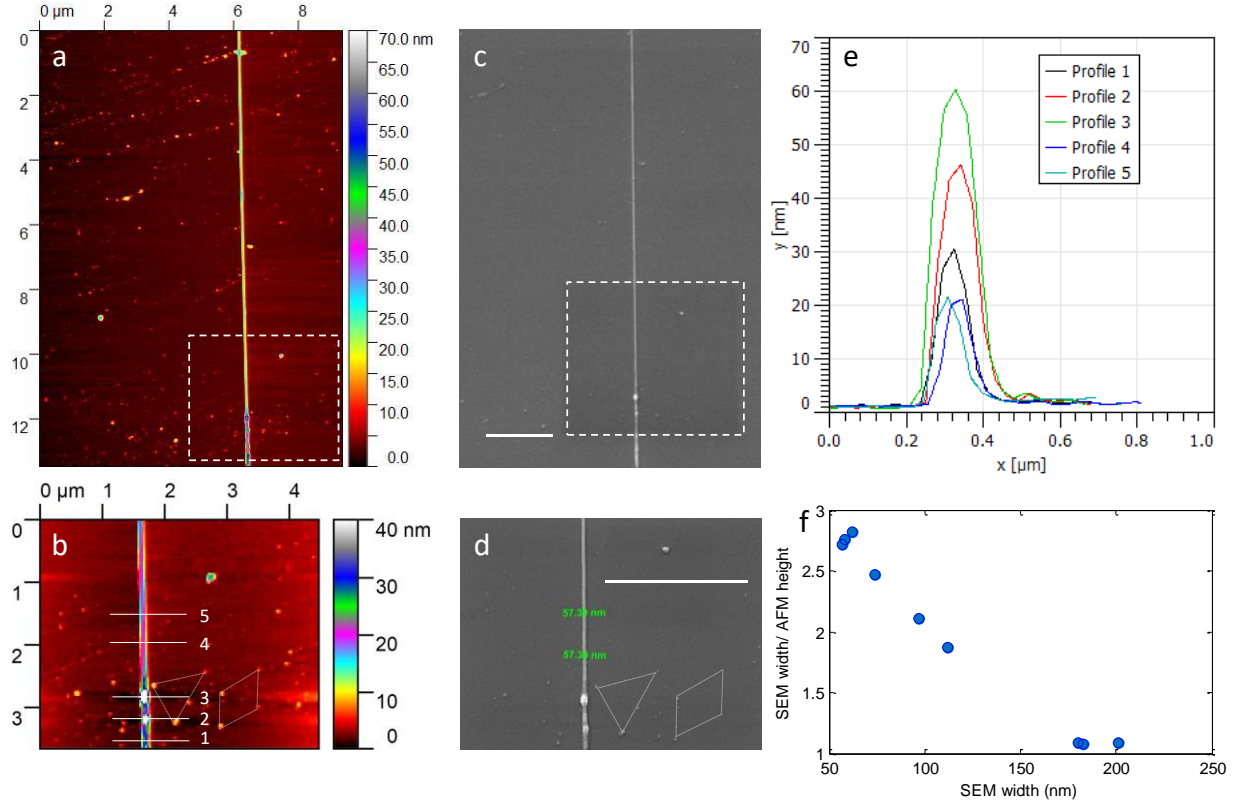 0 µm 2 4 6 8
a
0
2
4
6
8
10
12
70.0 nm
65.0
60.0
55.0
50.0
45.0
40.0
35.0
30.0
25.0
20.0
15.0
10.0
5.0
0.0
c
e
70
60
50
40
30
20
10
0
y [nm]
Profile 1
Profile 2
Profile 3
Profile 4
Profile 5
0.0 0.2 0.4 0.6 0.8 1.0
x [µm]
0 µm 1 2 3 4
b
0
1
2
3
5
4
3
2
1
40 nm
30
20
10
0
d
57.30 nm
57.30 nm
f
3
2.5
2
1.5
1
SEM width/ AFM height
50 100 150 200 250
SEM width (nm)